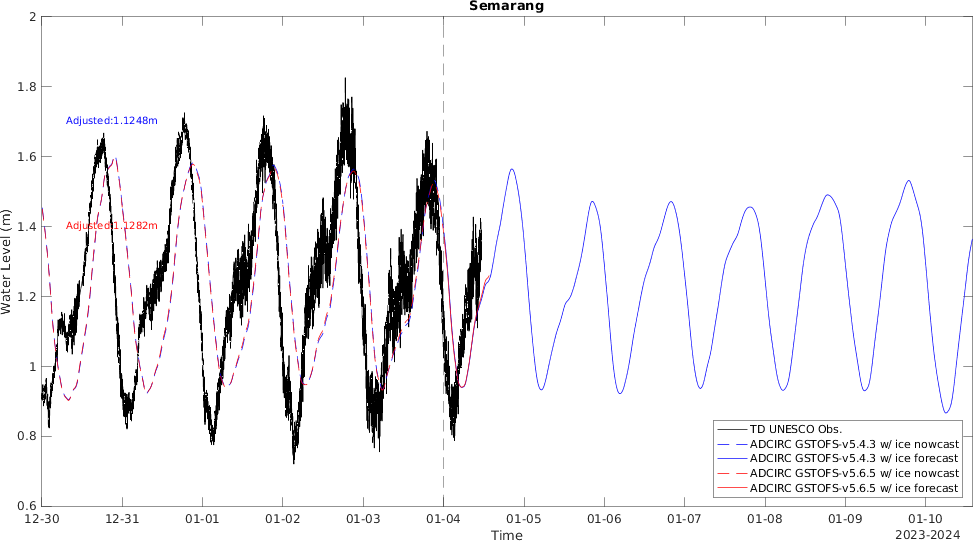 Semarang
2
1.8
1.6
1.4
1.2
1
0.8
0.6
Water Level (m)
Adjusted:1.1248m
Adjusted:1.1282m
TD UNESCO Obs.
ADCIRC GSTOFS-v5.4.3 w/ ice nowcast
ADCIRC GSTOFS-v5.4.3 w/ ice forecast
ADCIRC GSTOFS-v5.6.5 w/ ice nowcast
ADCIRC GSTOFS-v5.6.5 w/ ice forecast
12-30 12-31 01-01 01-02 01-03 01-04 01-05 01-06 01-07 01-08 01-09 01-10
Time
2023-2024